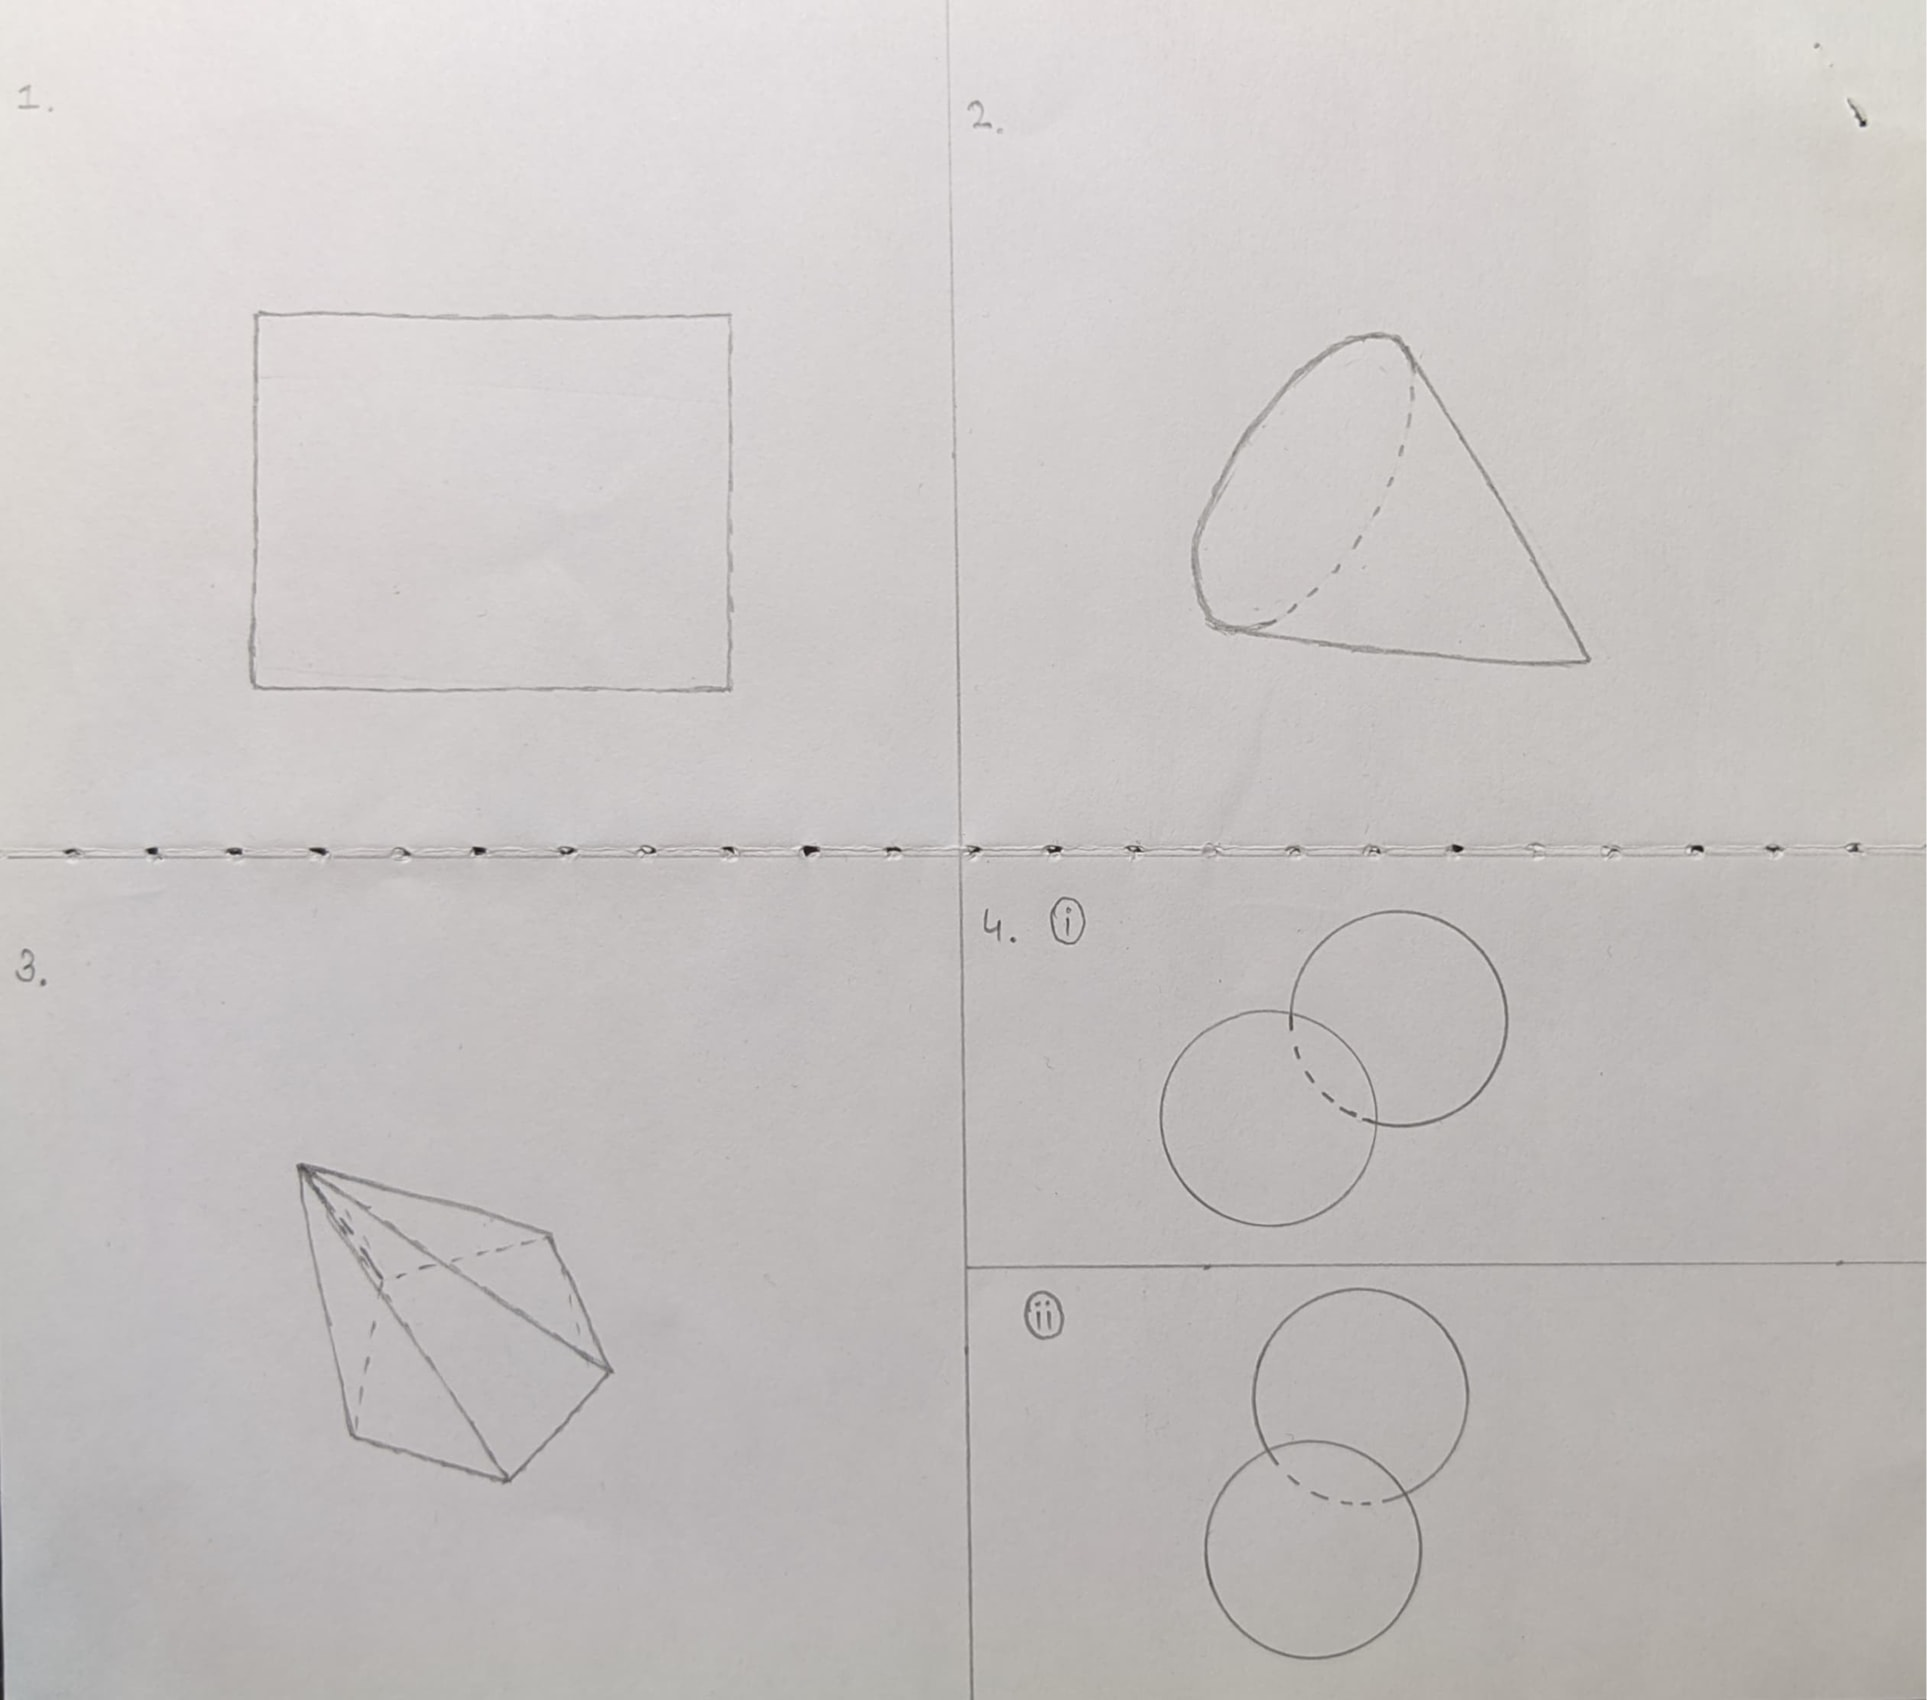 1.
2.
3.
4. (i)
(ii)